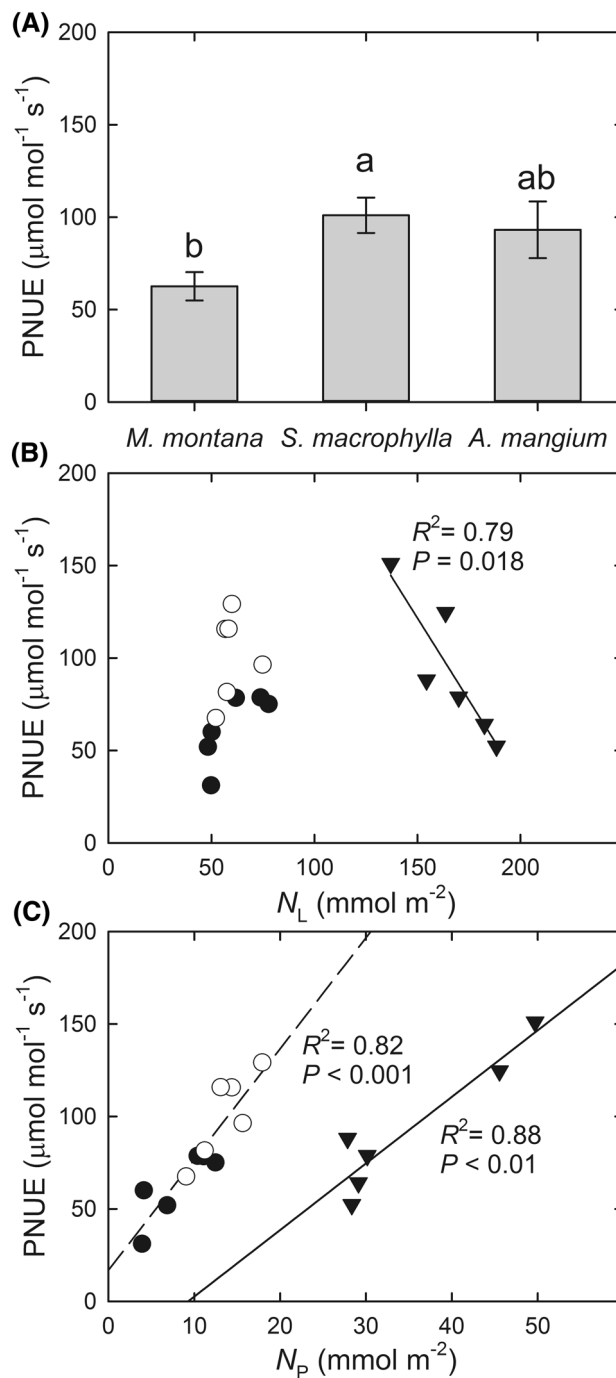 (A)
200
150
100
50
0
PNUE (μmol mol⁻¹ s⁻¹)
b
a
ab
M. montana S. macrophylla A. mangium
(B)
200
150
100
50
0
PNUE (μmol mol⁻¹ s⁻¹)
R² = 0.79
P = 0.018
0 50 100 150 200
N_L (mmol m⁻²)
(C)
200
150
100
50
0
PNUE (μmol mol⁻¹ s⁻¹)
R² = 0.82
P < 0.001
R² = 0.88
P < 0.01
0 10 20 30 40 50
N_P (mmol m⁻²)